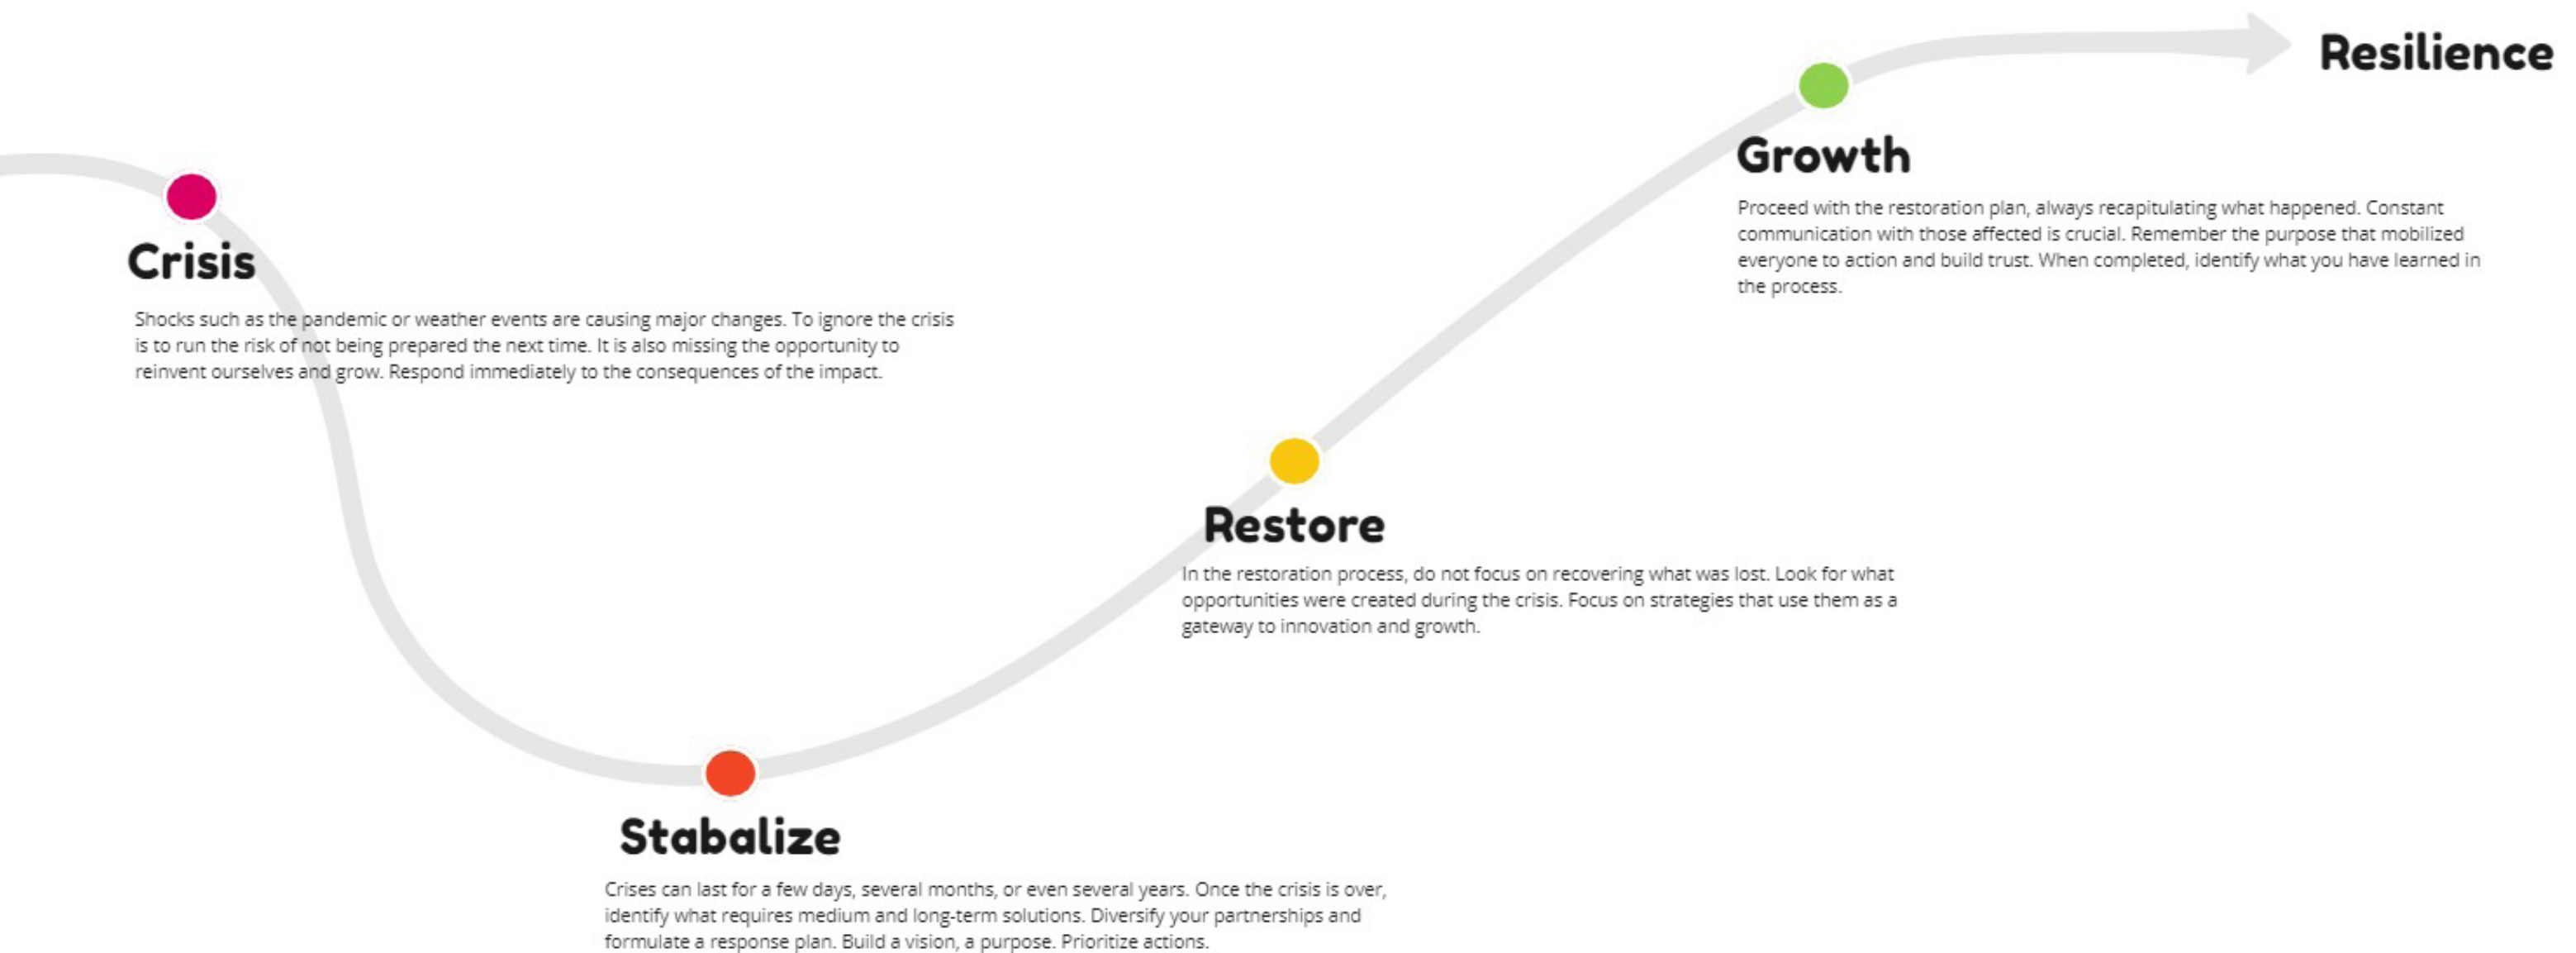 Resilience
Growth
Proceed with the restoration plan, always recapitulating what happened. Constant
communication with those affected is crucial. Remember the purpose that mobilized
everyone to action and build trust. When completed, identify what you have learned in
the process.
Crisis
Shocks such as the pandemic or weather events are causing major changes. To ignore the crisis
is to run the risk of not being prepared the next time. It is also missing the opportunity to
reinvent ourselves and grow. Respond immediately to the consequences of the impact.
Restore
In the restoration process, do not focus on recovering what was lost. Look for what
opportunities were created during the crisis. Focus on strategies that use them as a
gateway to innovation and growth.
Stabalize
Crises can last for a few days, several months, or even several years. Once the crisis is over,
identify what requires medium and long-term solutions. Diversify your partnerships and
formulate a response plan. Build a vision, a purpose. Prioritize actions.